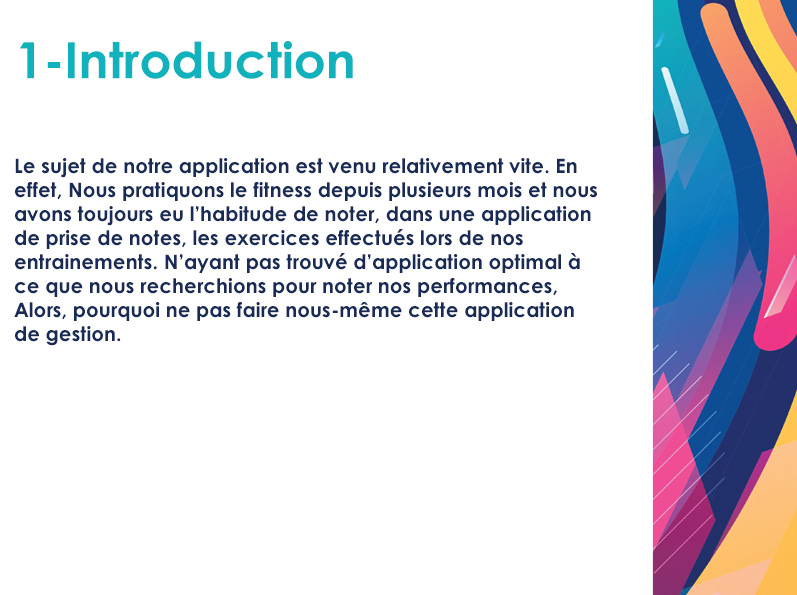 1-Introduction
Le sujet de notre application est venu relativement vite. En
effet, Nous pratiquons le fitness depuis plusieurs mois et nous
avons toujours eu l’habitude de noter, dans une application
de prise de notes, les exercices effectués lors de nos
entrainements. N’ayant pas trouvé d’application optimal à
ce que nous recherchions pour noter nos performances,
Alors, pourquoi ne pas faire nous-même cette application
de gestion.